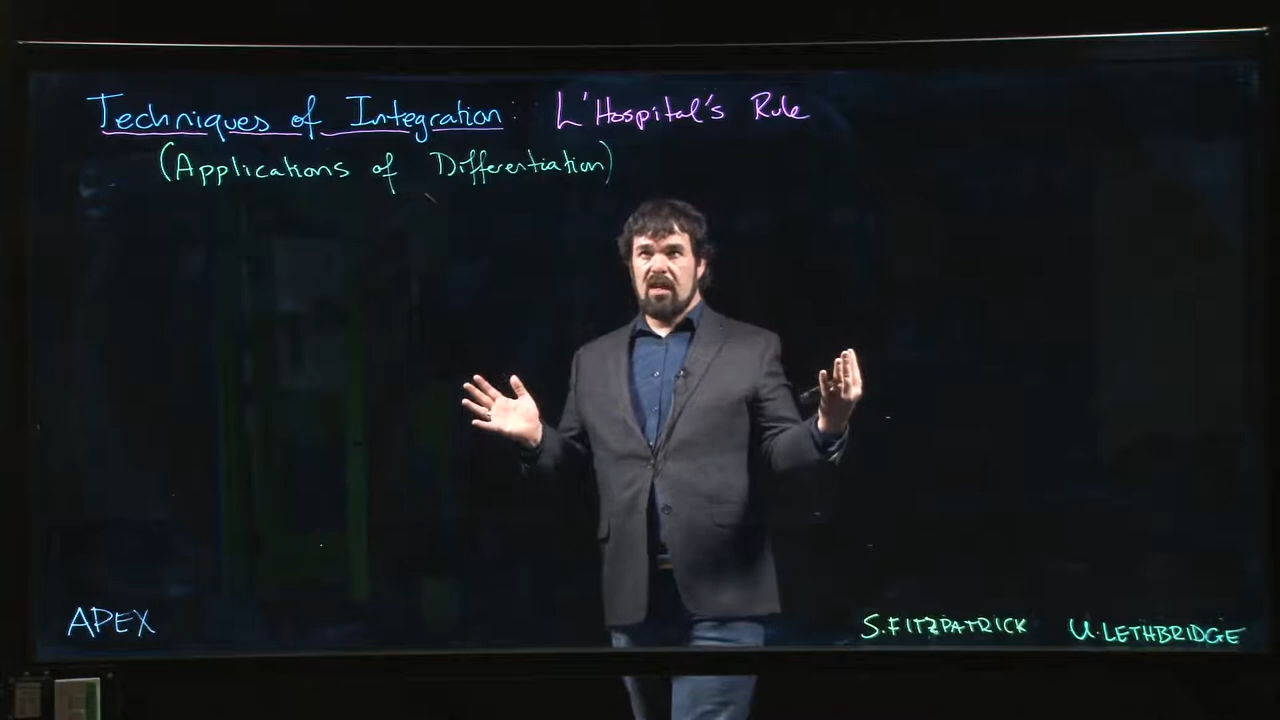 Techniques of Integration: L'Hospital's Rule
(Applications of Differentiation)
APEX
S. FITZPATRICK U. LETHBRIDGE